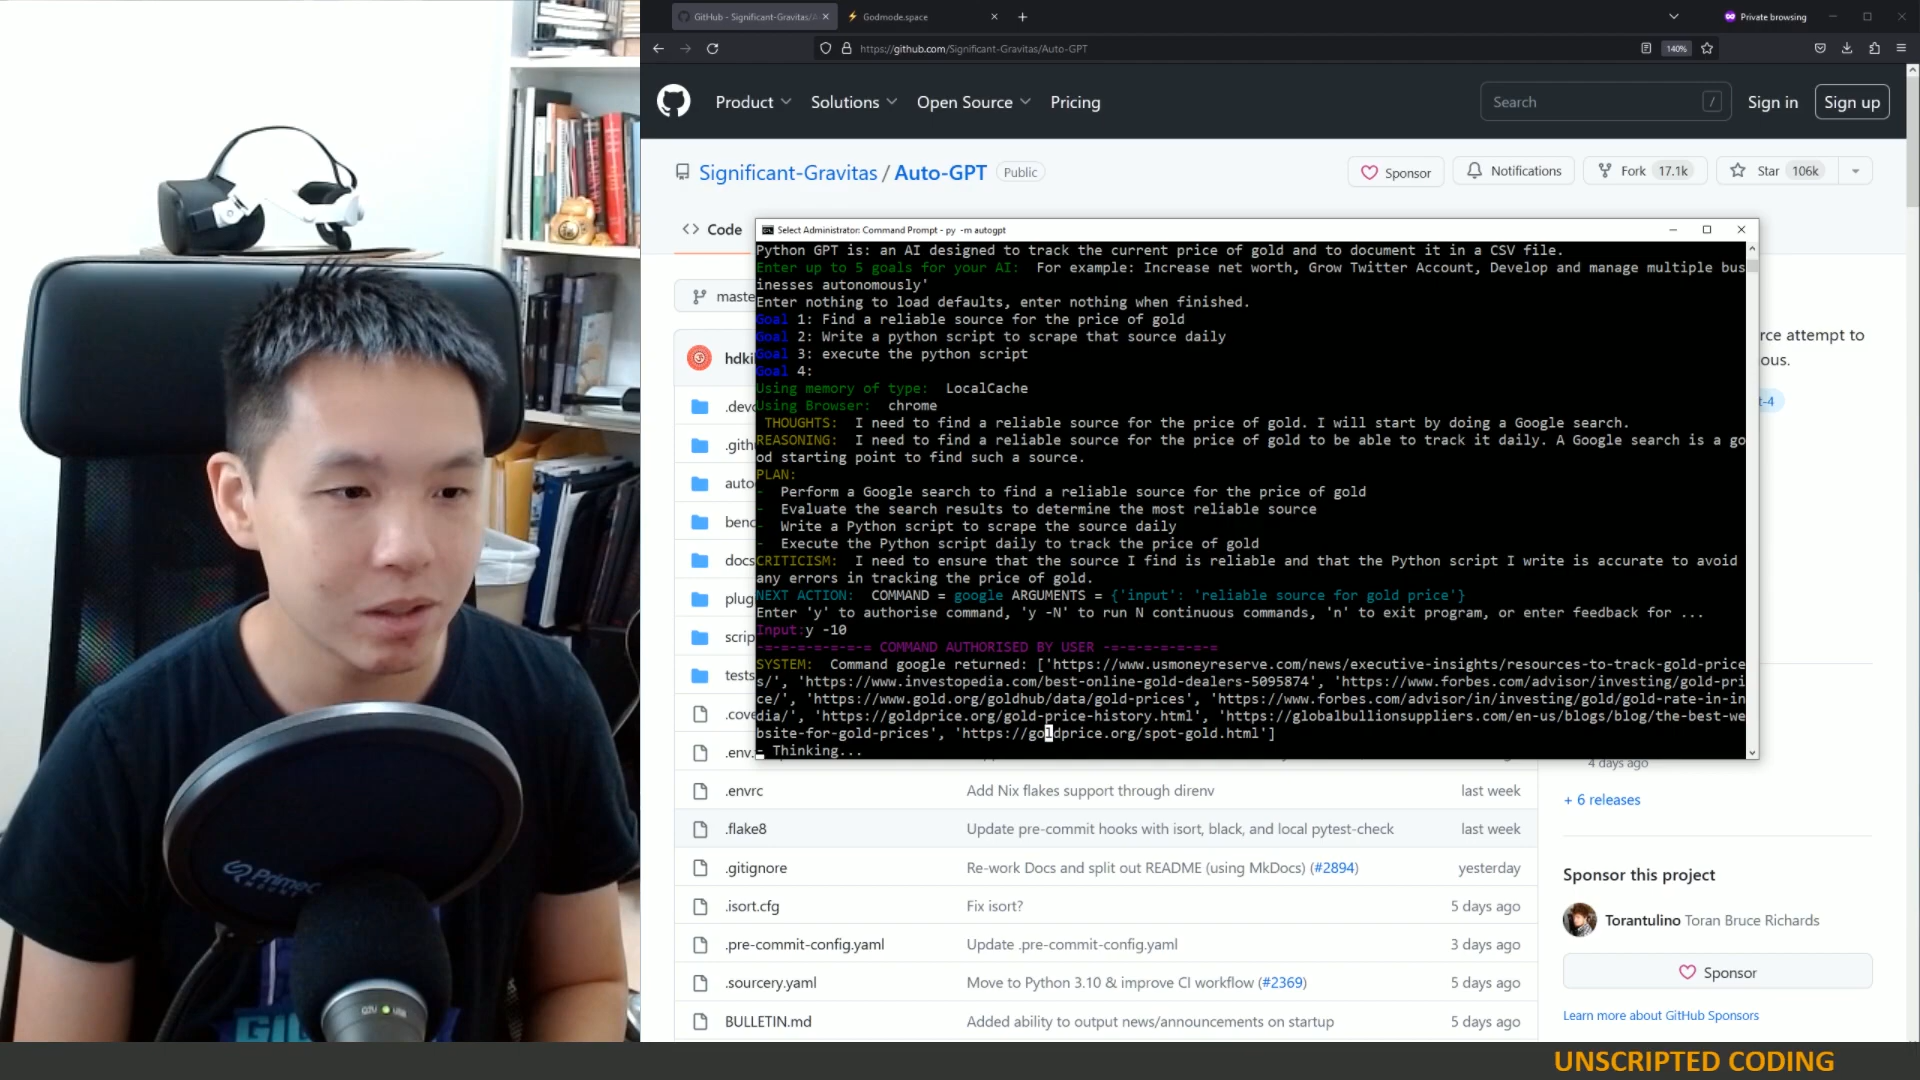 GitHub - Significant-Gravitas/A
Godmode.space
Private browsing
https://github.com/Significant-Gravitas/Auto-GPT
140%
Product
Solutions
Open Source
Pricing
Search
/
Sign in
Sign up
Significant-Gravitas / Auto-GPT
Public
Sponsor
Notifications
Fork 17.1k
Star 106k
Code
Select Administrator: Command Prompt - py -m autogpt
Python GPT is: an AI designed to track the current price of gold and to document it in a CSV file.
Enter up to 5 goals for your AI:  For example: Increase net worth, Grow Twitter Account, Develop and manage multiple bus
inesses autonomously'
Enter nothing to load defaults, enter nothing when finished.
Goal 1: Find a reliable source for the price of gold
Goal 2: Write a python script to scrape that source daily
Goal 3: execute the python script
Goal 4:
Using memory of type:  LocalCache
Using Browser:  chrome
THOUGHTS:  I need to find a reliable source for the price of gold. I will start by doing a Google search.
REASONING:  I need to find a reliable source for the price of gold to be able to track it daily. A Google search is a go
od starting point to find such a source.
PLAN:
-  Perform a Google search to find a reliable source for the price of gold
-  Evaluate the search results to determine the most reliable source
-  Write a Python script to scrape the source daily
-  Execute the Python script daily to track the price of gold
CRITICISM:  I need to ensure that the source I find is reliable and that the Python script I write is accurate to avoid
any errors in tracking the price of gold.
NEXT ACTION:  COMMAND = google ARGUMENTS = {'input': 'reliable source for gold price'}
Enter 'y' to authorise command, 'y -N' to run N continuous commands, 'n' to exit program, or enter feedback for ...
Input:y -10
-=-=-=-=-=-=-= COMMAND AUTHORISED BY USER -=-=-=-=-=-=-=
SYSTEM:  Command google returned: ['https://www.usmoneyreserve.com/news/executive-insights/resources-to-track-gold-price
s/', 'https://www.investopedia.com/best-online-gold-dealers-5095874', 'https://www.forbes.com/advisor/investing/gold-pri
ce/', 'https://www.gold.org/goldhub/data/gold-prices', 'https://www.forbes.com/advisor/in/investing/gold-rate-in-in
dia/', 'https://goldprice.org/gold-price-history.html', 'https://globalbullionsuppliers.com/en-us/blogs/blog/the-best-we
bsite-for-gold-prices', 'https://goldprice.org/spot-gold.html']
- Thinking...
maste
hdki
.devc
.gith
auto
benc
docs
plug
scrip
tests
.cove
.env.
rce attempt to
ous.
t-4
4 days ago
+ 6 releases
.envrc Add Nix flakes support through direnv last week
.flake8 Update pre-commit hooks with isort, black, and local pytest-check last week
.gitignore Re-work Docs and split out README (using MkDocs) (#2894) yesterday
.isort.cfg Fix isort? 5 days ago
.pre-commit-config.yaml Update .pre-commit-config.yaml 3 days ago
.sourcery.yaml Move to Python 3.10 & improve CI workflow (#2369) 5 days ago
BULLETIN.md Added ability to output news/announcements on startup 5 days ago
Sponsor this project
Torantulino Toran Bruce Richards
Sponsor
Learn more about GitHub Sponsors
UNSCRIPTED CODING